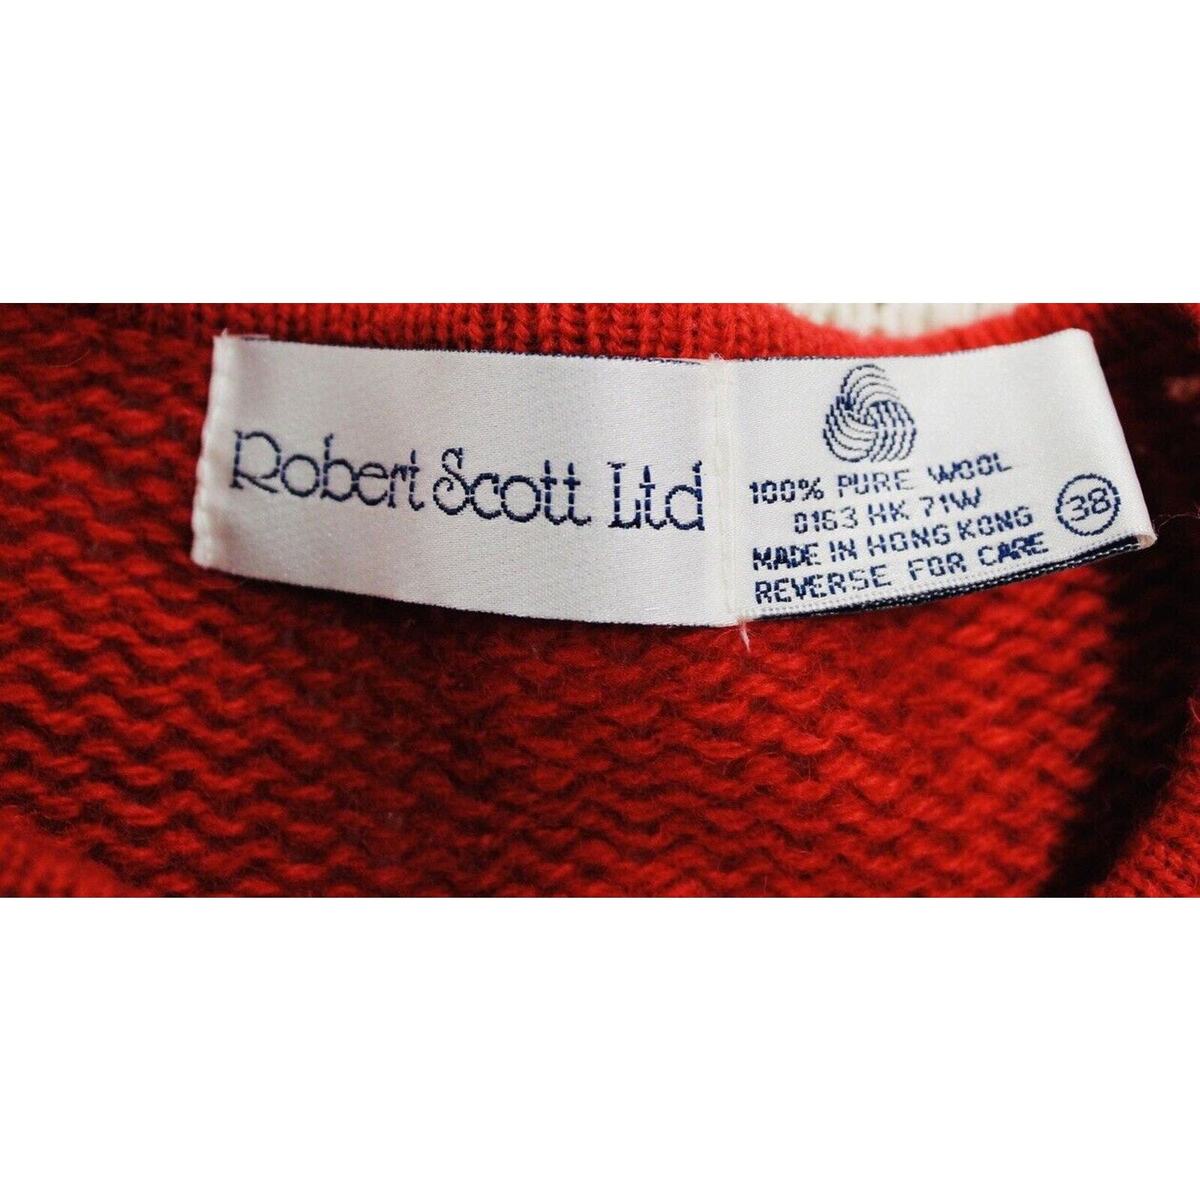 Robert Scott Ltd
100% PURE WOOL
0163 HK 71W
MADE IN HONG KONG
REVERSE FOR CARE
38